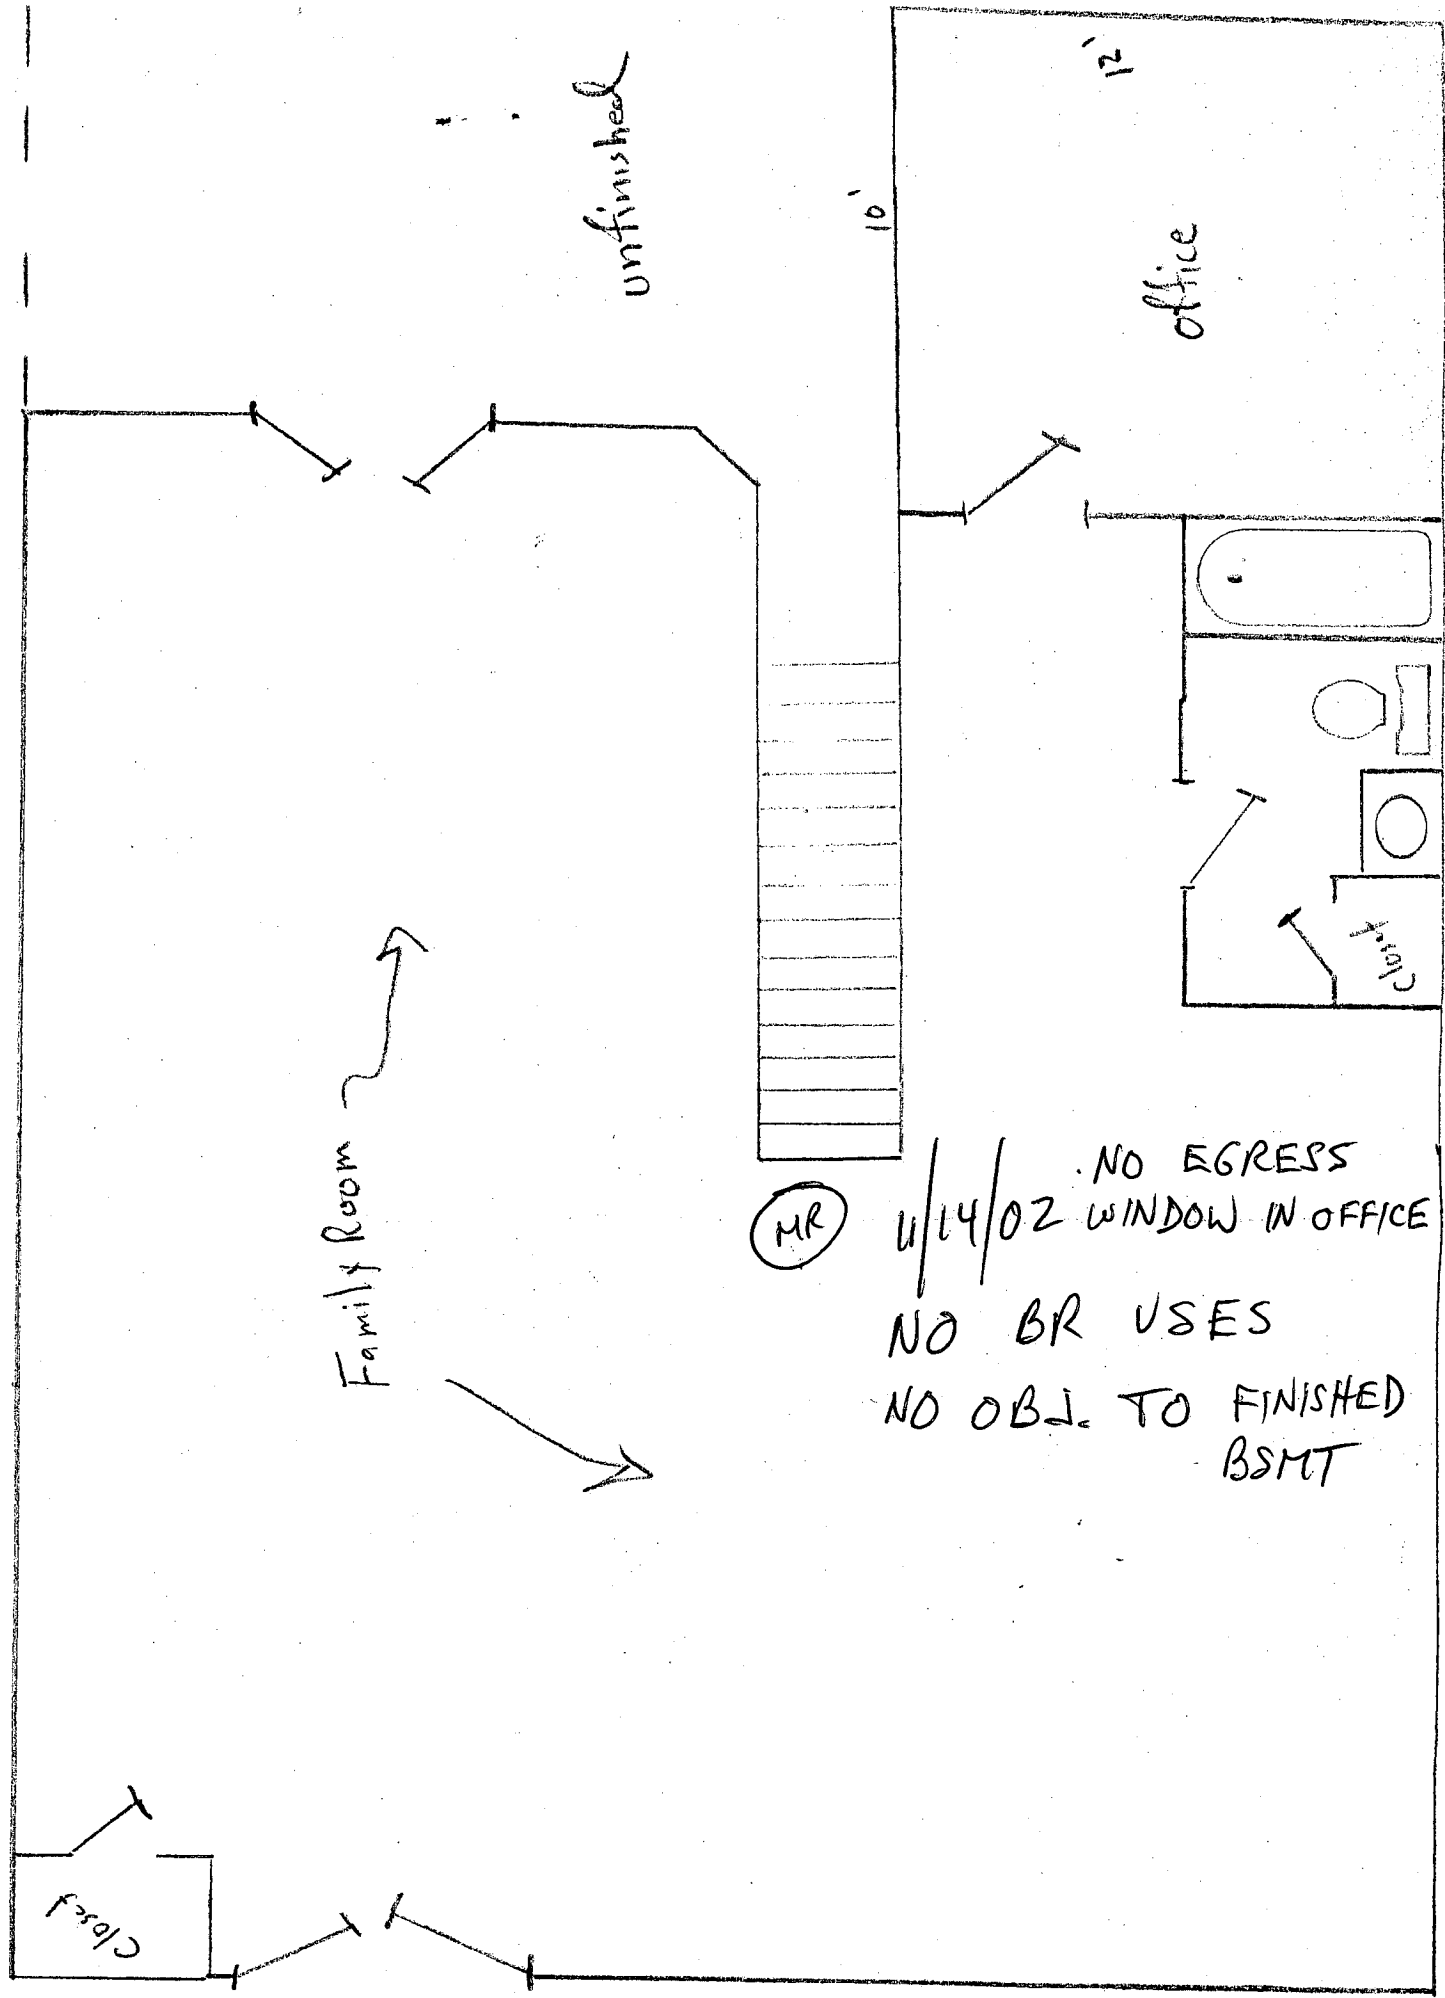 unfinished
12'
10'
office
closet
Family Room
. NO EGRESS
MR 11/14/02 WINDOW IN OFFICE
NO BR USES
NO OBJ. TO FINISHED
BSMT
Closet